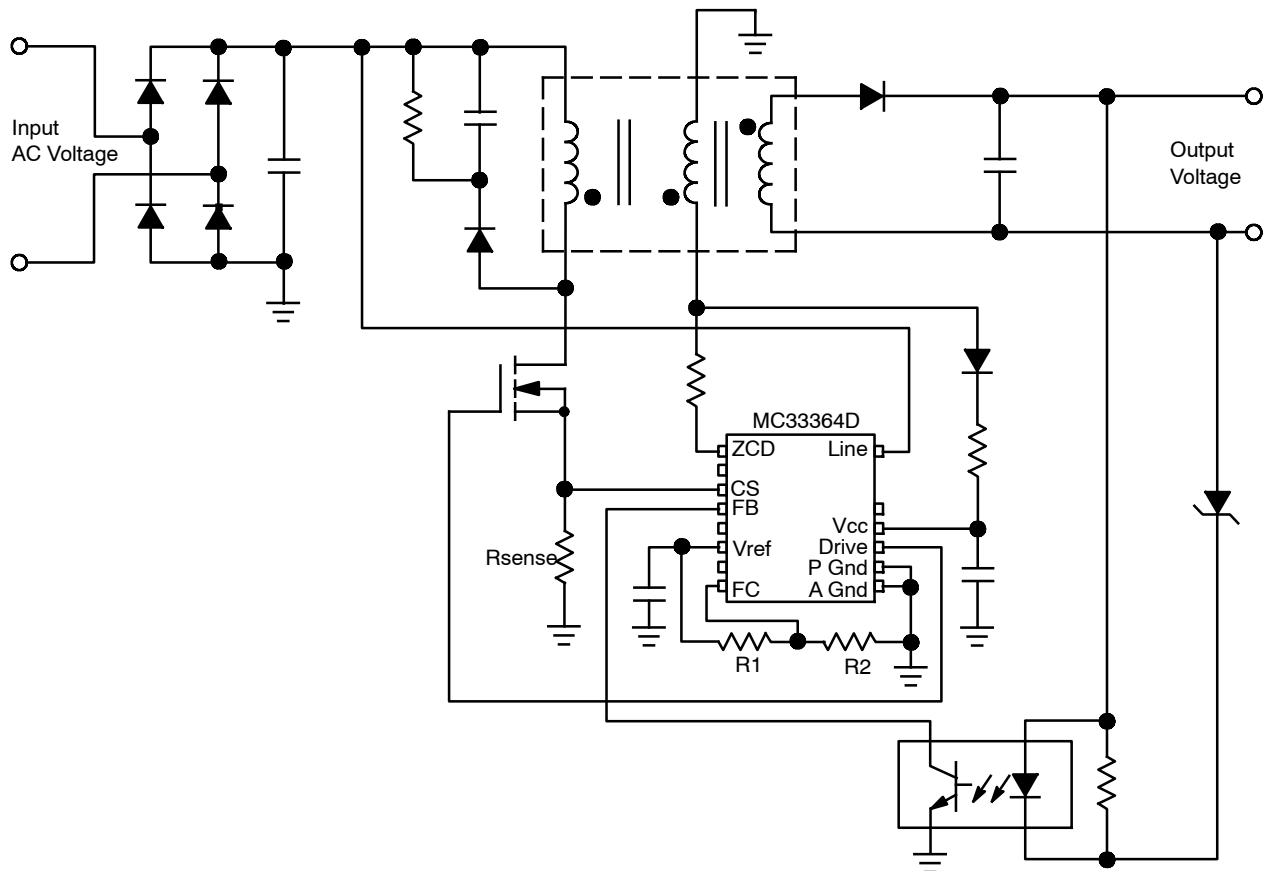 Input
AC Voltage
Output
Voltage
MC33364D
ZCD
Line
CS
FB
Vcc
Vref
Drive
P Gnd
FC
A Gnd
Rsense
R1
R2